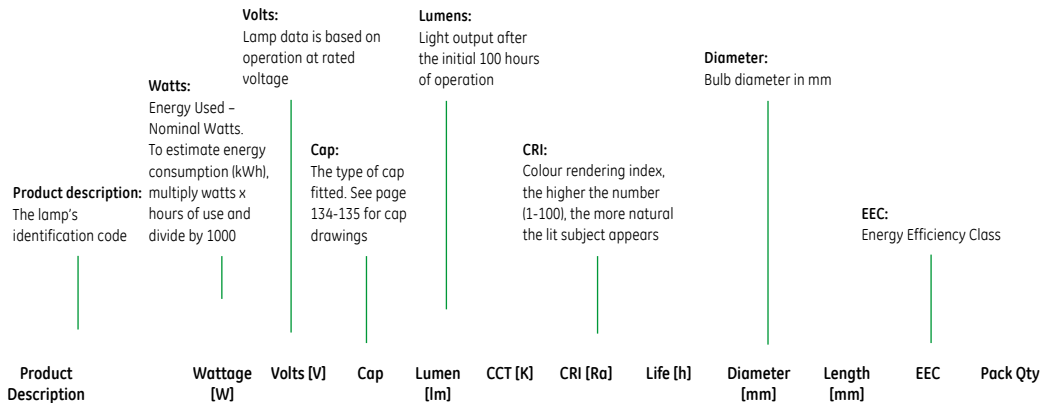 Volts:
Lamp data is based on
operation at rated
voltage
Lumens:
Light output after
the initial 100 hours
of operation
Diameter:
Bulb diameter in mm
Watts:
Energy Used –
Nominal Watts.
To estimate energy
consumption (kWh),
multiply watts x
hours of use and
divide by 1000
Cap:
The type of cap
fitted. See page
134-135 for cap
drawings
CRI:
Colour rendering index,
the higher the number
(1-100), the more natural
the lit subject appears
Product description:
The lamp's
identification code
EEC:
Energy Efficiency Class
Product
Description
Wattage
[W]
Volts [V]
Cap
Lumen
[lm]
CCT [K]
CRI [Ra]
Life [h]
Diameter
[mm]
Length
[mm]
EEC
Pack Qty